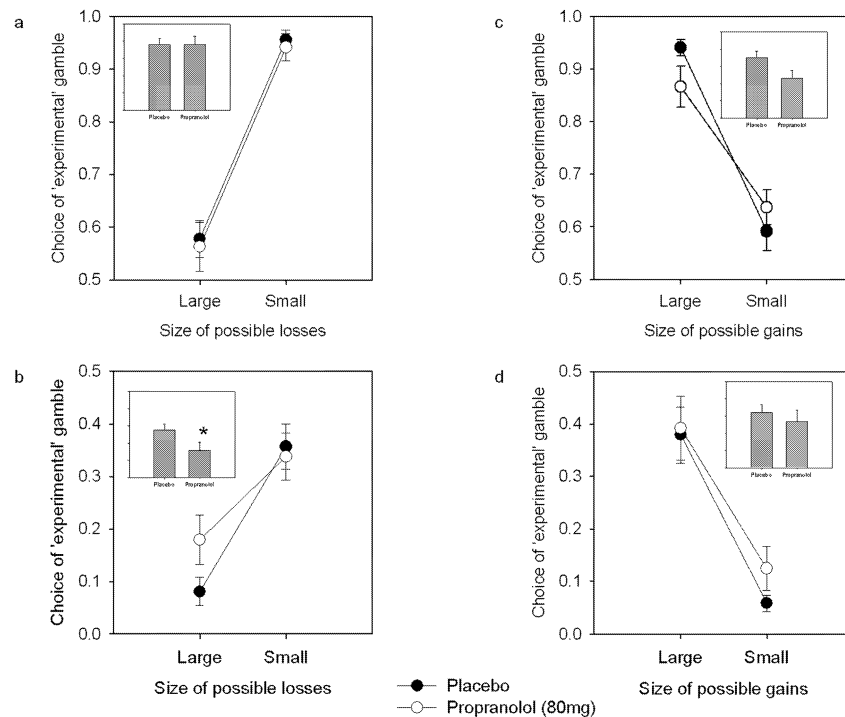 a
1.0
0.9
0.8
0.7
0.6
0.5
Choice of 'experimental' gamble
Placebo Propranolol
Large Small
Size of possible losses
c
1.0
0.9
0.8
0.7
0.6
0.5
Choice of 'experimental' gamble
Placebo Propranolol
Large Small
Size of possible gains
b
0.5
0.4
0.3
0.2
0.1
0.0
Choice of 'experimental' gamble
*
Placebo Propranolol
Large Small
Size of possible losses
d
0.5
0.4
0.3
0.2
0.1
0.0
Choice of 'experimental' gamble
Placebo Propranolol
Large Small
Size of possible gains
Placebo
Propranolol (80mg)